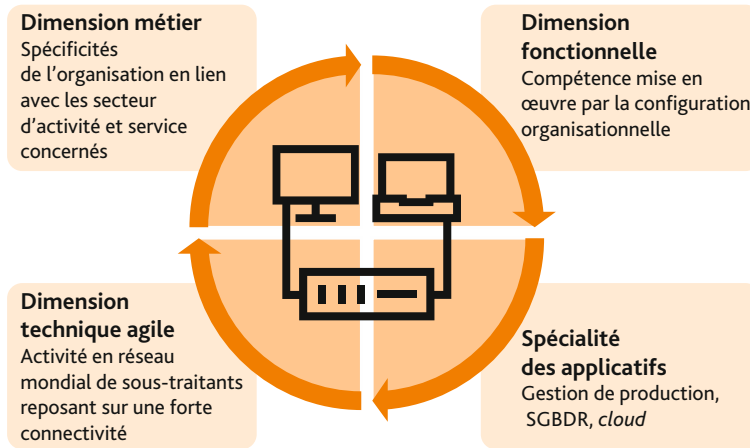 Dimension métier
Spécificités
de l’organisation en lien
avec les secteur
d’activité et service
concernés
Dimension
fonctionnelle
Compétence mise en
œuvre par la configuration
organisationnelle
Dimension
technique agile
Activité en réseau
mondial de sous-traitants
reposant sur une forte
connectivité
Spécialité
des applicatifs
Gestion de production,
SGBDR, cloud